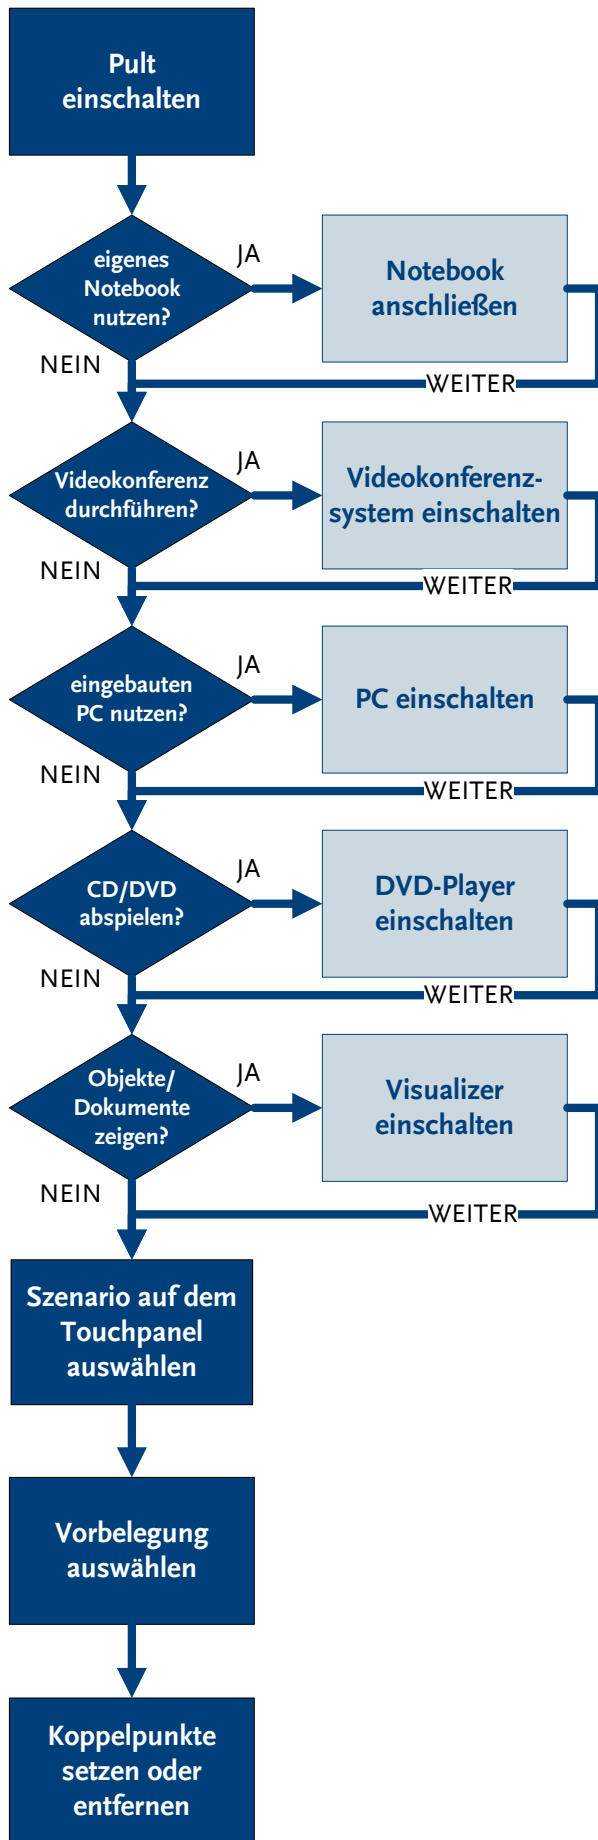 Pult
einschalten
eigenes
Notebook
nutzen?
JA
Notebook
anschließen
NEIN
WEITER
Videokonferenz
durchführen?
JA
Videokonferenz-
system einschalten
NEIN
WEITER
eingebauten
PC nutzen?
JA
PC einschalten
NEIN
WEITER
CD/DVD
abspielen?
JA
DVD-Player
einschalten
NEIN
WEITER
Objekte/
Dokumente
zeigen?
JA
Visualizer
einschalten
NEIN
WEITER
Szenario auf dem
Touchpanel
auswählen
Vorbelegung
auswählen
Koppelpunkte
setzen oder
entfernen